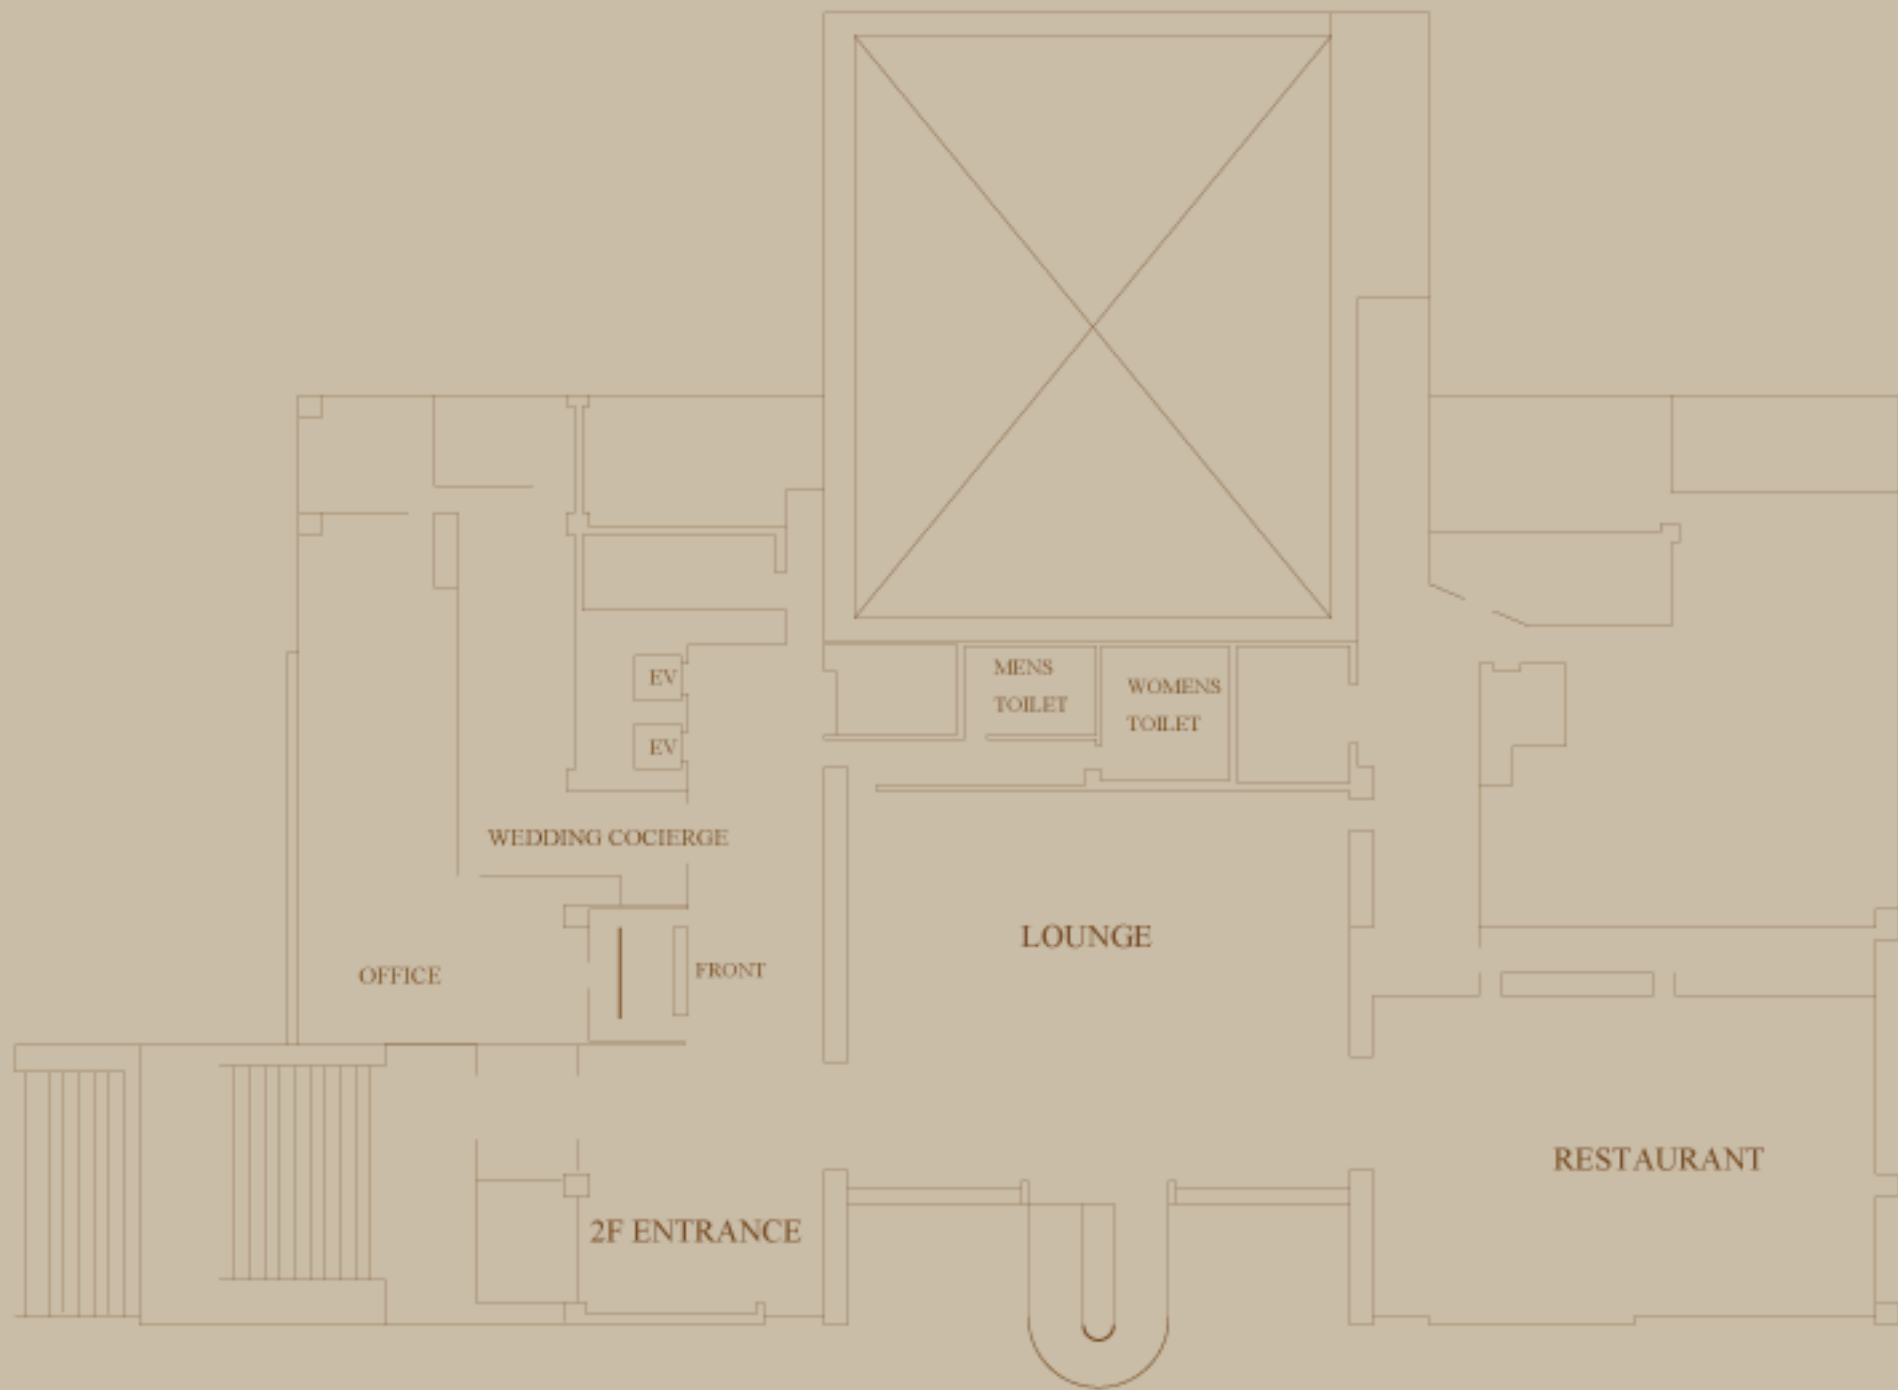 EV
MENS
TOILET
WOMENS
TOILET
EV
WEDDING COCIERGE
LOUNGE
OFFICE
FRONT
RESTAURANT
2F ENTRANCE